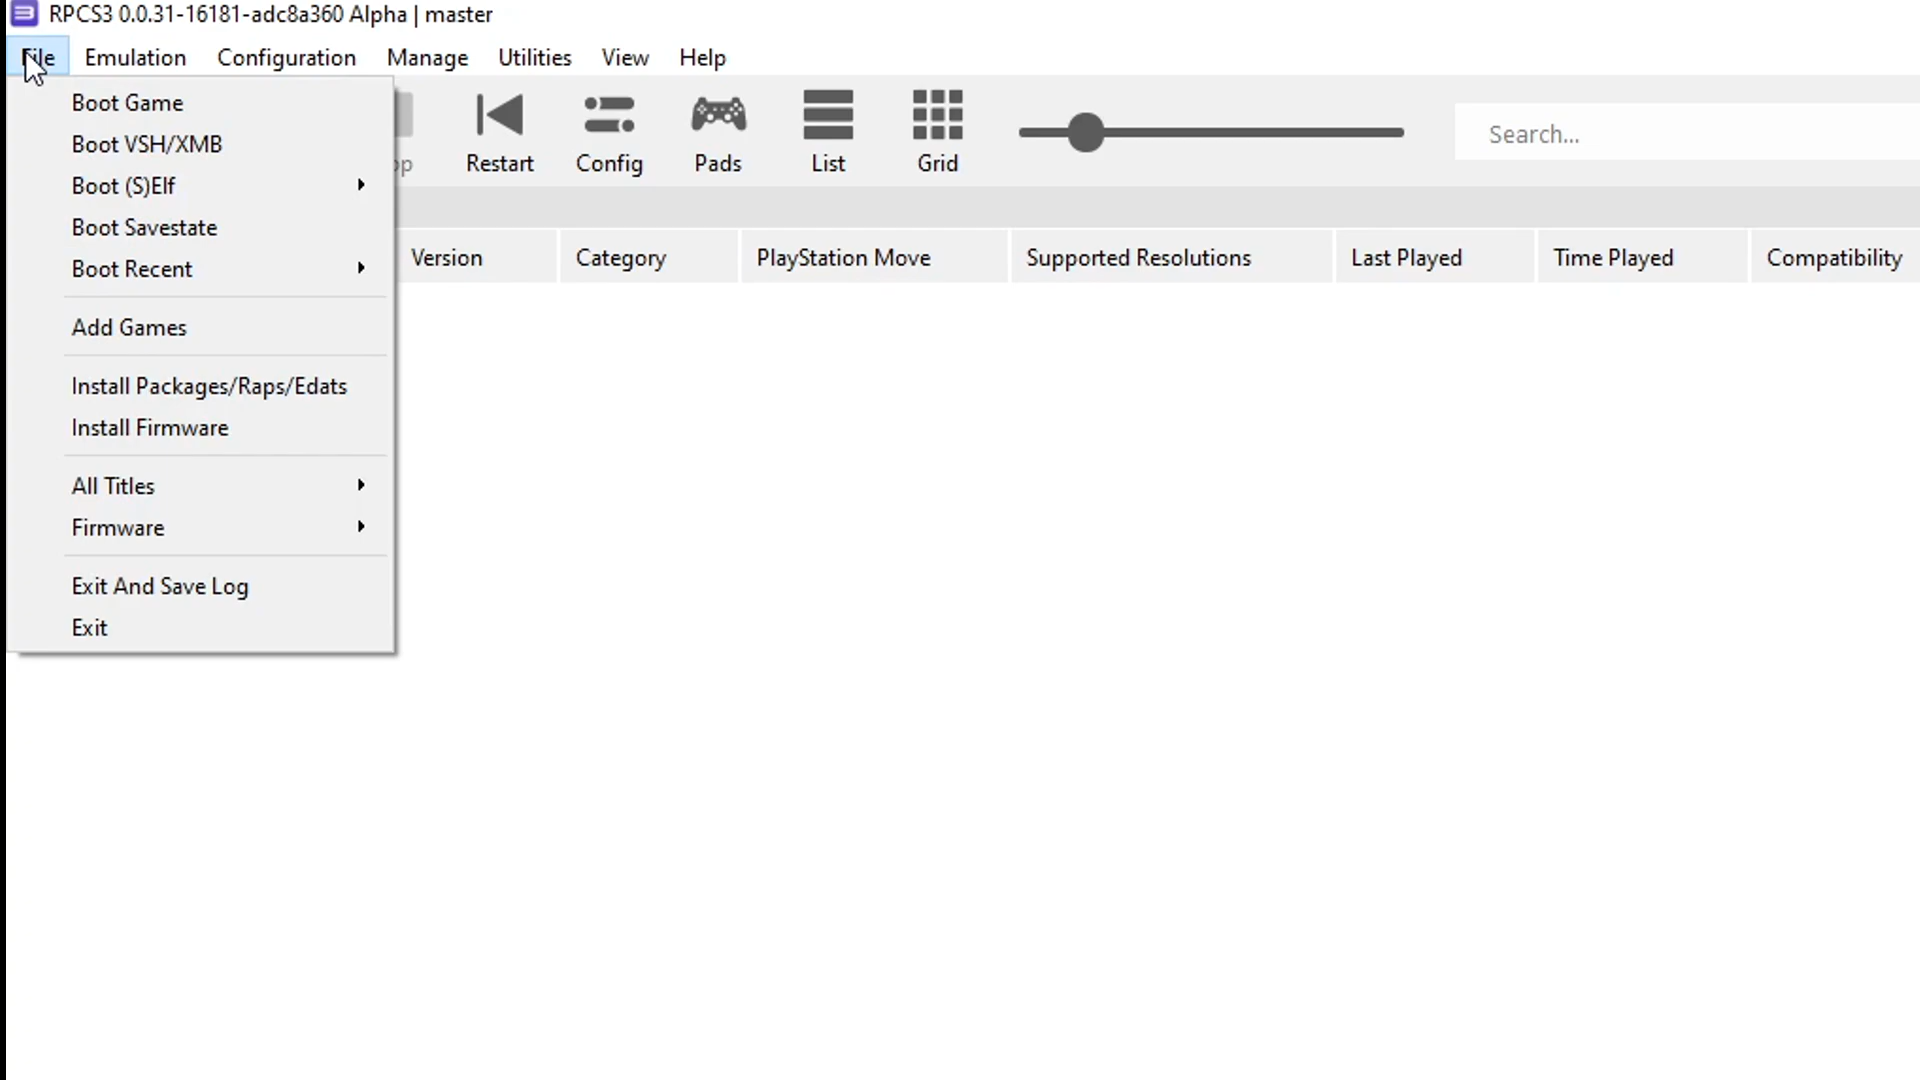 RPCS3 0.0.31-16181-adc8a360 Alpha | master
File Emulation Configuration Manage Utilities View Help
Boot Game
Boot VSH/XMB
Boot (S)Elf
Boot Savestate
Boot Recent
Add Games
Install Packages/Raps/Edats
Install Firmware
All Titles
Firmware
Exit And Save Log
Exit
Restart Config Pads List Grid
Search...
Version Category PlayStation Move Supported Resolutions Last Played Time Played Compatibility